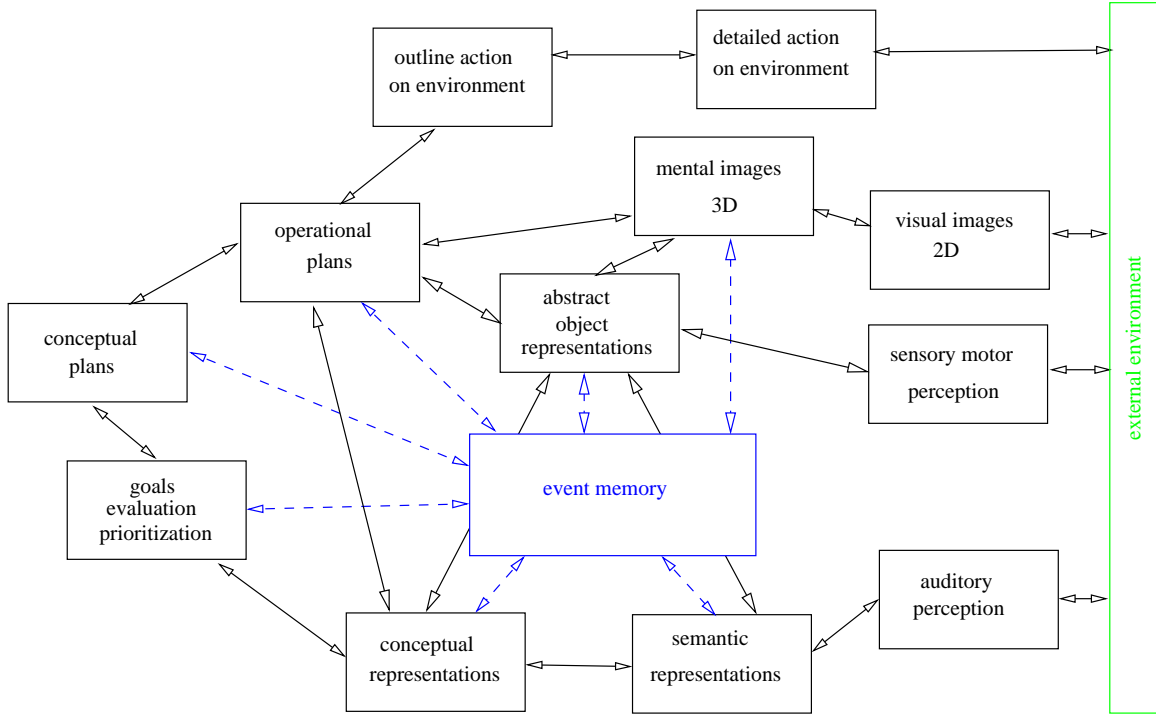 outline action
on environment
detailed action
on environment
mental images
3D
visual images
2D
operational
plans
abstract
object
representations
conceptual
plans
sensory motor
perception
external environment
goals
evaluation
prioritization
event memory
auditory
perception
conceptual
representations
semantic
representations